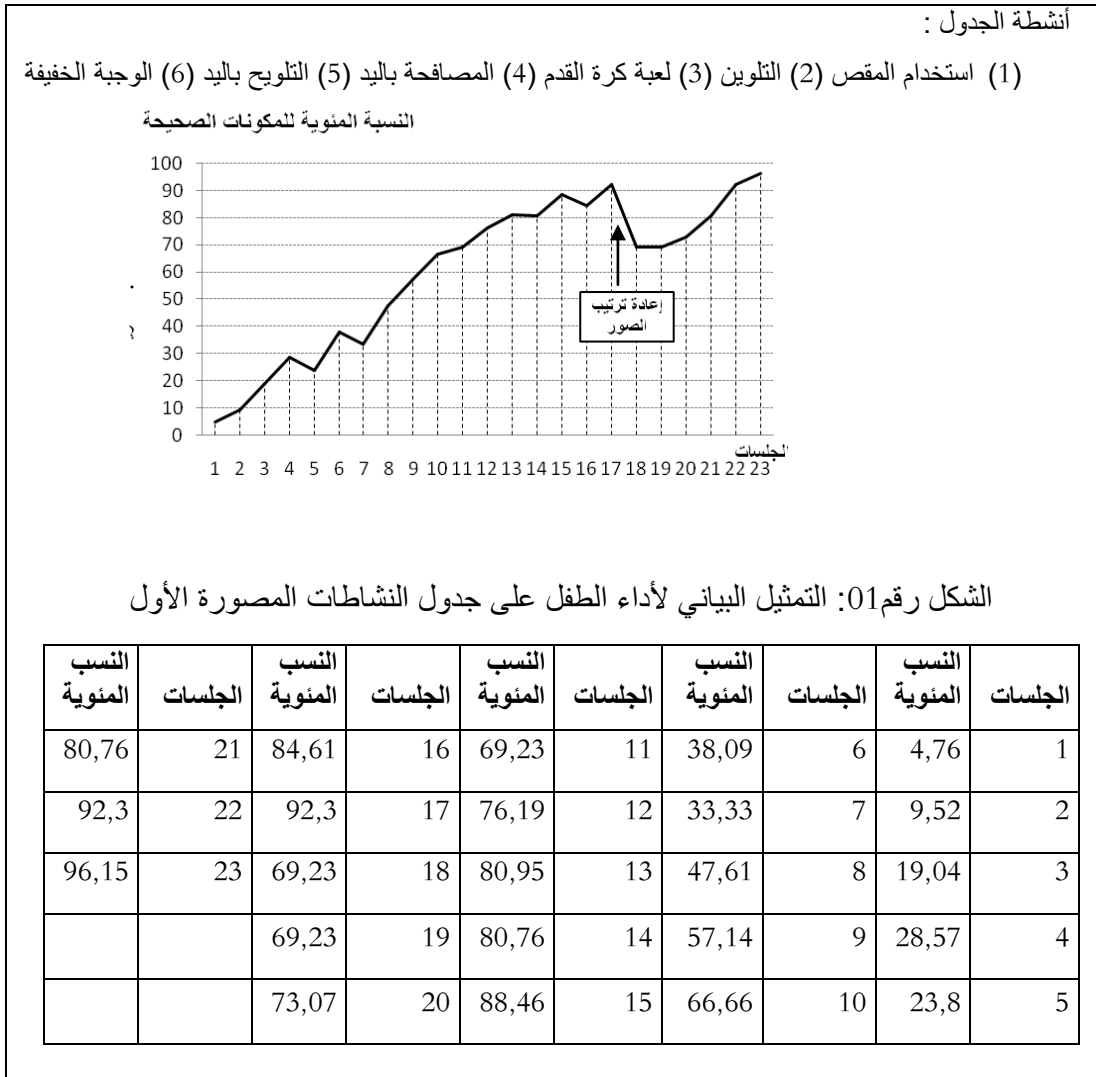 أنشطة الجدول :
(1) استخدام المقص (2) التلوين (3) لعبة كرة القدم (4) المصافحة باليد (5) التلويح باليد (6) الوجبة الخفيفة
النسبة المئوية للمكونات الصحيحة
100
90
80
70
60
50
40
30
20
10
0
إعادة ترتيب
الصور
الجلسات
1 2 3 4 5 6 7 8 9 10 11 12 13 14 15 16 17 18 19 20 21 22 23
الشكل رقم01: التمثيل البياني لأداء الطفل على جدول النشاطات المصورة الأول
الجلسات النسب المئوية الجلسات النسب المئوية الجلسات النسب المئوية الجلسات النسب المئوية الجلسات النسب المئوية
1 4,76 6 38,09 11 69,23 16 84,61 21 80,76
2 9,52 7 33,33 12 76,19 17 92,3 22 92,3
3 19,04 8 47,61 13 80,95 18 69,23 23 96,15
4 28,57 9 57,14 14 80,76 19 69,23
5 23,8 10 66,66 15 88,46 20 73,07